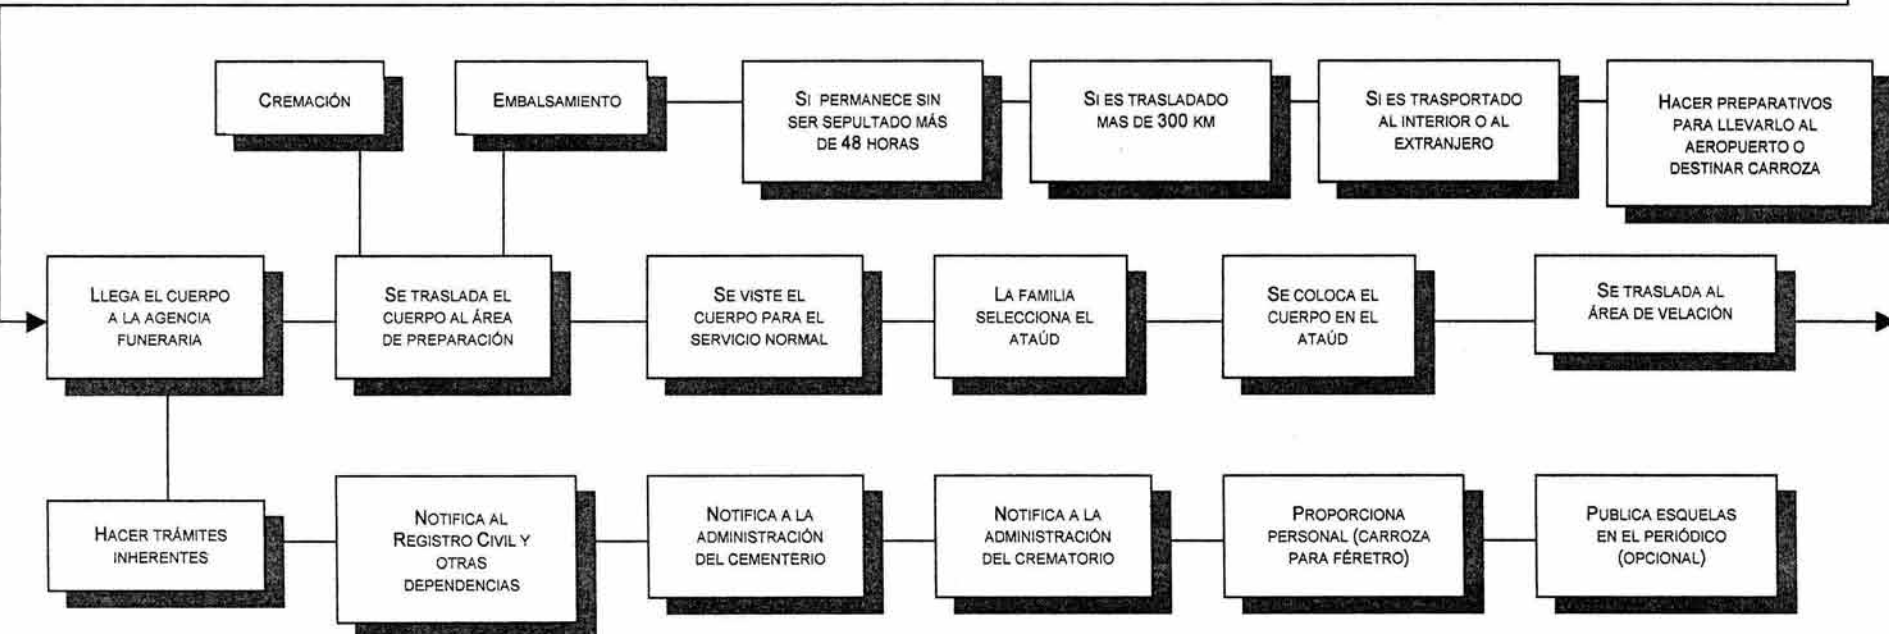 CREMACIÓN
EMBALSAMIENTO
SI PERMANECE SIN
SER SEPULTADO MÁS
DE 48 HORAS
SI ES TRASLADADO
MAS DE 300 KM
SI ES TRASPORTADO
AL INTERIOR O AL
EXTRANJERO
HACER PREPARATIVOS
PARA LLEVARLO AL
AEROPUERTO O
DESTINAR CARROZA
LLEGA EL CUERPO
A LA AGENCIA
FUNERARIA
SE TRASLADA EL
CUERPO AL ÁREA
DE PREPARACIÓN
SE VISTE EL
CUERPO PARA EL
SERVICIO NORMAL
LA FAMILIA
SELECCIONA EL
ATAÚD
SE COLOCA EL
CUERPO EN EL
ATAÚD
SE TRASLADA AL
ÁREA DE VELACIÓN
HACER TRÁMITES
INHERENTES
NOTIFICA AL
REGISTRO CIVIL Y
OTRAS
DEPENDENCIAS
NOTIFICA A LA
ADMINISTRACIÓN
DEL CEMENTERIO
NOTIFICA A LA
ADMINISTRACIÓN
DEL CREMATORIO
PROPORCIONA
PERSONAL (CARROZA
PARA FÉRETRO)
PUBLICA ESQUELAS
EN EL PERIÓDICO
(OPCIONAL)